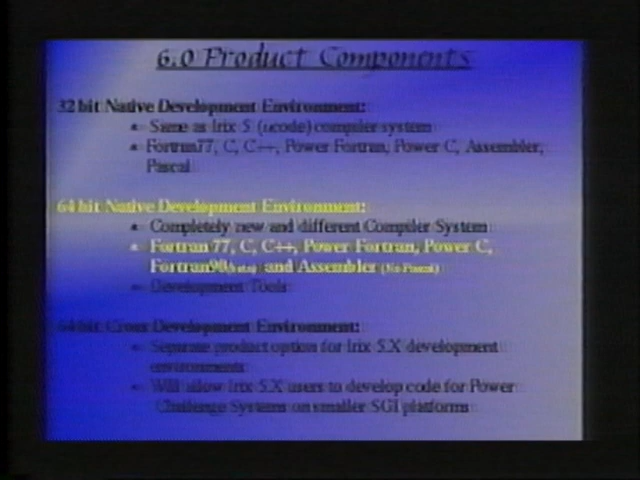 6.0 Product Components
32 bit Native Development Environment:
Same as Irix 5 (ucode) compiler system
Fortran77, C, C++, Power Fortran, Power C, Assembler,
Pascal
64 bit Native Development Environment:
Completely new and different Compiler System
Fortran 77, C, C++, Power Fortran, Power C,
Fortran90(beta) and Assembler (No Pascal)
Development Tools
64 bit Cross Development Environment:
Separate product option for Irix 5.X development
environments
Will allow Irix 5.X users to develop code for Power
Challenge Systems on smaller SGI platforms